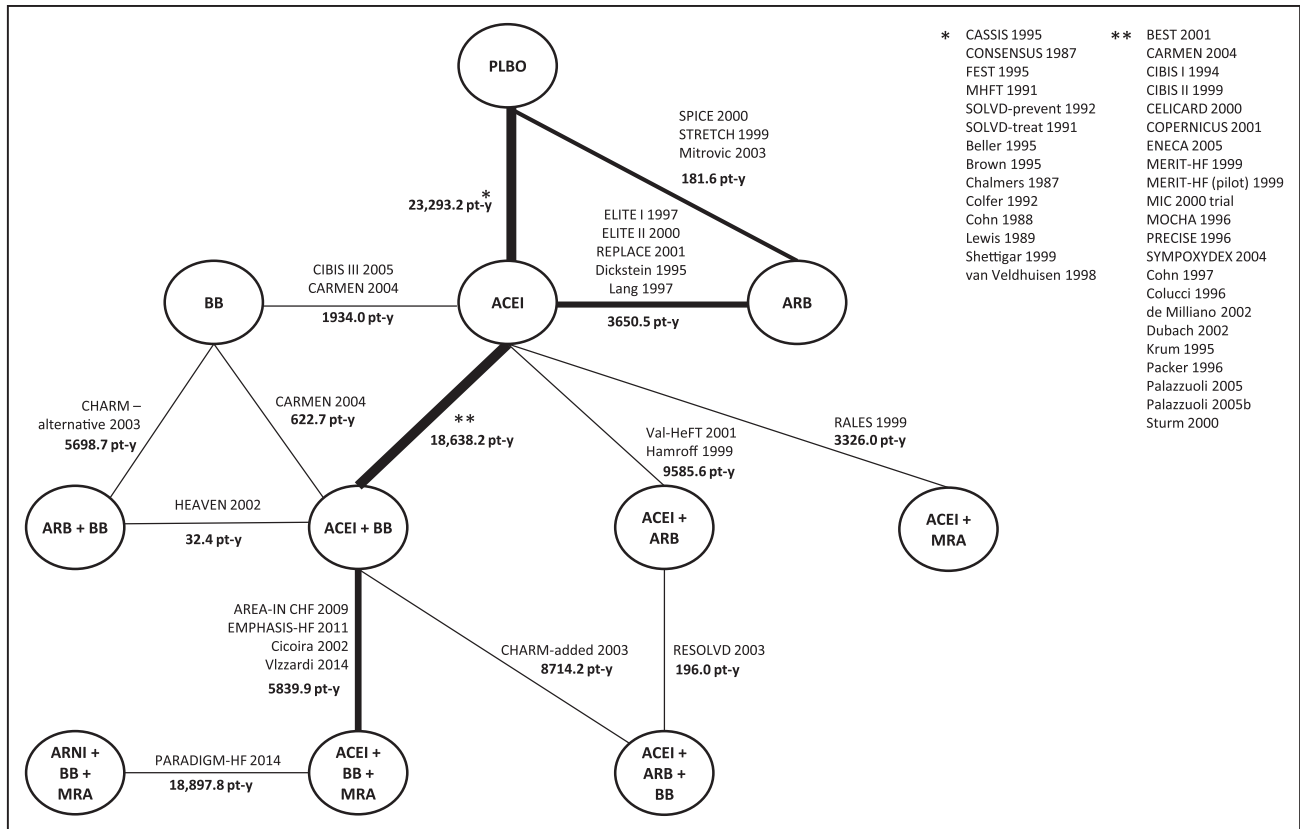 PLBO
* CASSIS 1995
CONSENSUS 1987
FEST 1995
MHFT 1991
SOLVD-prevent 1992
SOLVD-treat 1991
Beller 1995
Brown 1995
Chalmers 1987
Colfer 1992
Cohn 1988
Lewis 1989
Shettigar 1999
van Veldhuisen 1998
** BEST 2001
CARMEN 2004
CIBIS I 1994
CIBIS II 1999
CELICARD 2000
COPERNICUS 2001
ENECA 2005
MERIT-HF 1999
MERIT-HF (pilot) 1999
MIC 2000 trial
MOCHA 1996
PRECISE 1996
SYMPOXYDEX 2004
Cohn 1997
Colucci 1996
de Milliano 2002
Dubach 2002
Krum 1995
Packer 1996
Palazzuoli 2005
Palazzuoli 2005b
Sturm 2000
SPICE 2000
STRETCH 1999
Mitrovic 2003
181.6 pt-y
*
23,293.2 pt-y
ELITE I 1997
ELITE II 2000
REPLACE 2001
Dickstein 1995
Lang 1997
3650.5 pt-y
CIBIS III 2005
CARMEN 2004
1934.0 pt-y
BB
ACEI
ARB
CHARM –
alternative 2003
5698.7 pt-y
CARMEN 2004
622.7 pt-y
**
18,638.2 pt-y
Val-HeFT 2001
Hamroff 1999
9585.6 pt-y
RALES 1999
3326.0 pt-y
ARB + BB
HEAVEN 2002
32.4 pt-y
ACEI + BB
ACEI +
ARB
ACEI +
MRA
AREA-IN CHF 2009
EMPHASIS-HF 2011
Cicoira 2002
VIzzardi 2014
5839.9 pt-y
CHARM-added 2003
8714.2 pt-y
RESOLVD 2003
196.0 pt-y
ARNI +
BB +
MRA
PARADIGM-HF 2014
18,897.8 pt-y
ACEI +
BB +
MRA
ACEI +
ARB +
BB